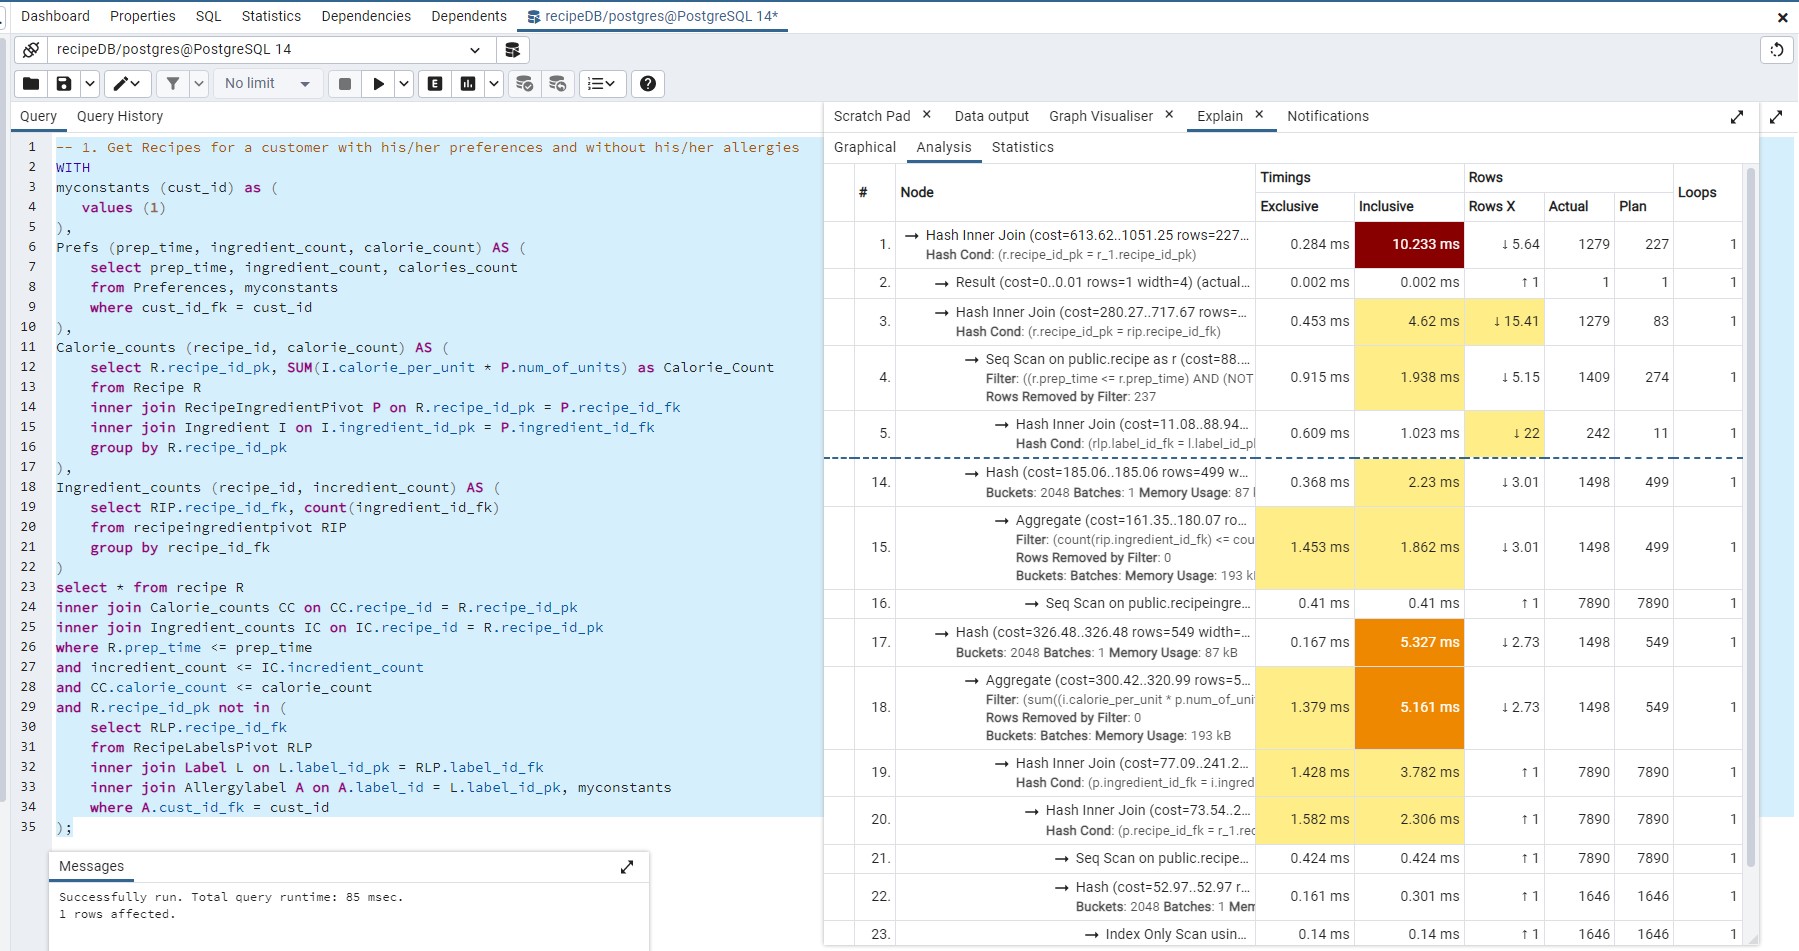 Dashboard Properties SQL Statistics Dependencies Dependents recipeDB/postgres@PostgreSQL 14*
recipeDB/postgres@PostgreSQL 14
No limit
Query Query History
1 -- 1. Get Recipes for a customer with his/her preferences and without his/her allergies
2 WITH
3 myconstants (cust_id) as (
4 values (1)
5 ),
6 Prefs (prep_time, ingredient_count, calorie_count) AS (
7 select prep_time, ingredient_count, calories_count
8 from Preferences, myconstants
9 where cust_id_fk = cust_id
10 ),
11 Calorie_counts (recipe_id, calorie_count) AS (
12 select R.recipe_id_pk, SUM(I.calorie_per_unit * P.num_of_units) as Calorie_Count
13 from Recipe R
14 inner join RecipeIngredientPivot P on R.recipe_id_pk = P.recipe_id_fk
15 inner join Ingredient I on I.ingredient_id_pk = P.ingredient_id_fk
16 group by R.recipe_id_pk
17 ),
18 Ingredient_counts (recipe_id, incredient_count) AS (
19 select RIP.recipe_id_fk, count(ingredient_id_fk)
20 from recipeingredientpivot RIP
21 group by recipe_id_fk
22 )
23 select * from recipe R
24 inner join Calorie_counts CC on CC.recipe_id = R.recipe_id_pk
25 inner join Ingredient_counts IC on IC.recipe_id = R.recipe_id_pk
26 where R.prep_time <= prep_time
27 and incredient_count <= IC.incredient_count
28 and CC.calorie_count <= calorie_count
29 and R.recipe_id_pk not in (
30 select RLP.recipe_id_fk
31 from RecipeLabelsPivot RLP
32 inner join Label L on L.label_id_pk = RLP.label_id_fk
33 inner join Allergylabel A on A.label_id = L.label_id_pk, myconstants
34 where A.cust_id_fk = cust_id
35 );
Messages
Successfully run. Total query runtime: 85 msec.
1 rows affected.
Scratch Pad Data output Graph Visualiser Explain Notifications
Graphical Analysis Statistics
# Node Timings Rows Loops
Exclusive Inclusive Rows X Actual Plan
1. → Hash Inner Join (cost=613.62..1051.25 rows=227... 0.284 ms 10.233 ms ↓ 5.64 1279 227 1
Hash Cond: (r.recipe_id_pk = r_1.recipe_id_pk)
2. → Result (cost=0..0.01 rows=1 width=4) (actual... 0.002 ms 0.002 ms ↑ 1 1 1 1
3. → Hash Inner Join (cost=280.27..717.67 rows=... 0.453 ms 4.62 ms ↓ 15.41 1279 83 1
Hash Cond: (r.recipe_id_pk = rip.recipe_id_fk)
4. → Seq Scan on public.recipe as r (cost=88.... 0.915 ms 1.938 ms ↓ 5.15 1409 274 1
Filter: ((r.prep_time <= r.prep_time) AND (NOT
Rows Removed by Filter: 237
5. → Hash Inner Join (cost=11.08..88.94... 0.609 ms 1.023 ms ↓ 22 242 11 1
Hash Cond: (rlp.label_id_fk = l.label_id_p
14. → Hash (cost=185.06..185.06 rows=499 w... 0.368 ms 2.23 ms ↓ 3.01 1498 499 1
Buckets: 2048 Batches: 1 Memory Usage: 87
15. → Aggregate (cost=161.35..180.07 ro... 1.453 ms 1.862 ms ↓ 3.01 1498 499 1
Filter: (count(rip.ingredient_id_fk) <= cou
Rows Removed by Filter: 0
Buckets: Batches: Memory Usage: 193 k
16. → Seq Scan on public.recipeingre... 0.41 ms 0.41 ms ↑ 1 7890 7890 1
17. → Hash (cost=326.48..326.48 rows=549 width=... 0.167 ms 5.327 ms ↓ 2.73 1498 549 1
Buckets: 2048 Batches: 1 Memory Usage: 87 kB
18. → Aggregate (cost=300.42..320.99 rows=5... 1.379 ms 5.161 ms ↓ 2.73 1498 549 1
Filter: (sum((i.calorie_per_unit * p.num_of_uni
Rows Removed by Filter: 0
Buckets: Batches: Memory Usage: 193 kB
19. → Hash Inner Join (cost=77.09..241.2... 1.428 ms 3.782 ms ↑ 1 7890 7890 1
Hash Cond: (p.ingredient_id_fk = i.ingred
20. → Hash Inner Join (cost=73.54..2... 1.582 ms 2.306 ms ↑ 1 7890 7890 1
Hash Cond: (p.recipe_id_fk = r_1.rec
21. → Seq Scan on public.recipe... 0.424 ms 0.424 ms ↑ 1 7890 7890 1
22. → Hash (cost=52.97..52.97 r... 0.161 ms 0.301 ms ↑ 1 1646 1646 1
Buckets: 2048 Batches: 1 Mem
23. → Index Only Scan usin... 0.14 ms 0.14 ms ↑ 1 1646 1646 1